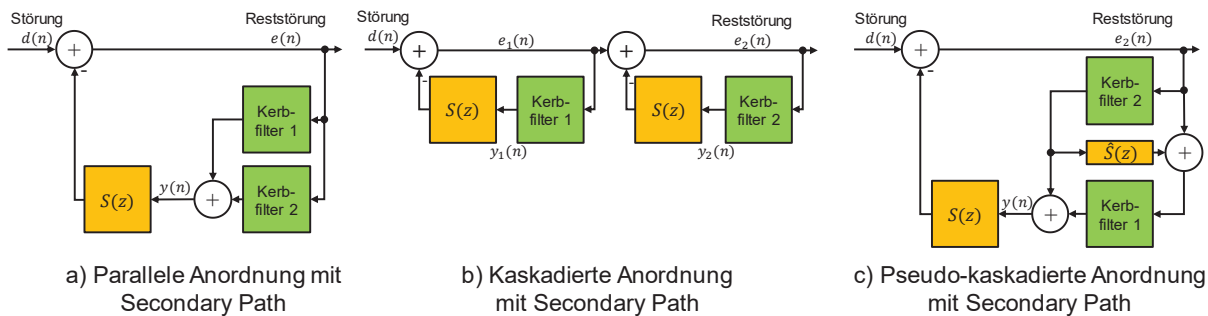 Störung
d(n)
+
-
Reststörung
e(n)
Kerb-
filter 1
Kerb-
filter 2
+
y(n)
S(z)
a) Parallele Anordnung mit
Secondary Path
Störung
d(n)
+
-
e₁(n)
S(z)
Kerb-
filter 1
y₁(n)
+
-
Reststörung
e₂(n)
S(z)
Kerb-
filter 2
y₂(n)
b) Kaskadierte Anordnung
mit Secondary Path
Störung
d(n)
+
-
Reststörung
e₂(n)
Kerb-
filter 2
Ŝ(z)
+
Kerb-
filter 1
+
y(n)
S(z)
c) Pseudo-kaskadierte Anordnung
mit Secondary Path